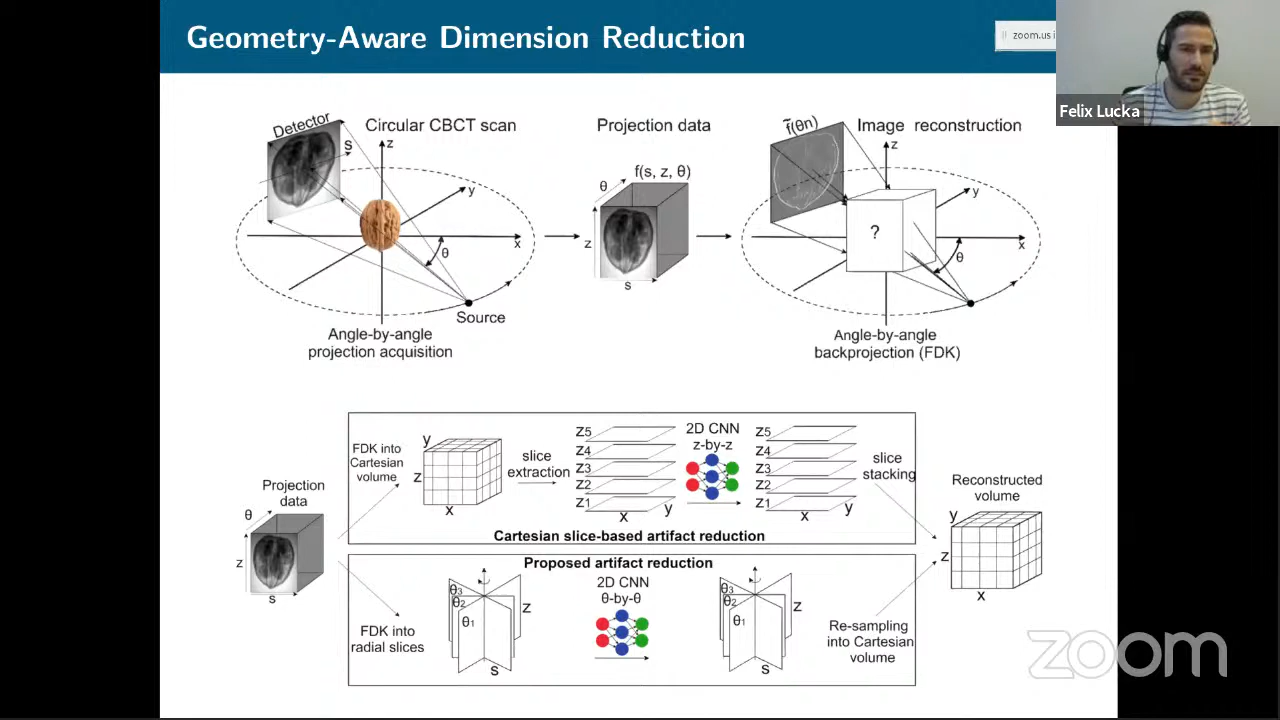 Geometry-Aware Dimension Reduction
zoom.us i
Felix Lucka
Detector
Circular CBCT scan
s
z
y
x
θ
Source
Angle-by-angle
projection acquisition
Projection data
f(s, z, θ)
θ
z
s
f̃(θn)
Image reconstruction
z
y
?
x
θ
Angle-by-angle
backprojection (FDK)
Projection
data
θ
z
s
FDK into
Cartesian
volume
y
z
x
slice
extraction
z5
z4
z3
z2
z1
x
y
2D CNN
z-by-z
z5
z4
z3
z2
z1
x
y
slice
stacking
Cartesian slice-based artifact reduction
Proposed artifact reduction
FDK into
radial slices
θ3
θ2
θ1
z
s
2D CNN
θ-by-θ
θ3
θ2
θ1
z
s
Re-sampling
into Cartesian
volume
Reconstructed
volume
y
z
x
zoom